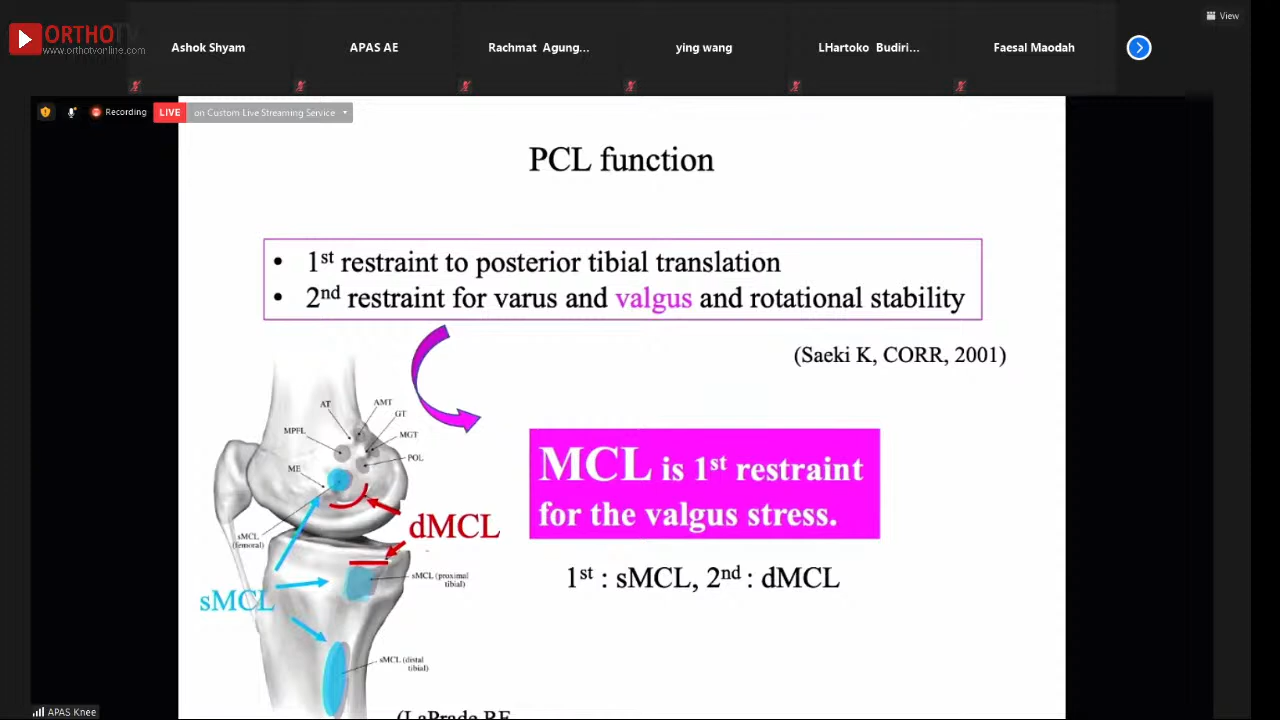 ORTHOTV
www.orthotvonline.com
Ashok Shyam
APAS AE
Rachmat Agung...
ying wang
LHartoko Budiri...
Faesal Maodah
View
Recording
LIVE
on Custom Live Streaming Service
PCL function
• 1st restraint to posterior tibial translation
• 2nd restraint for varus and valgus and rotational stability
(Saeki K, CORR, 2001)
AT
AMT
GT
MPFL
MGT
POL
ME
MCL is 1st restraint
for the valgus stress.
dMCL
sMCL
(femoral)
sMCL (proximal
tibial)
1st : sMCL, 2nd : dMCL
sMCL
sMCL (distal
tibial)
(LaPrade RF
APAS Knee